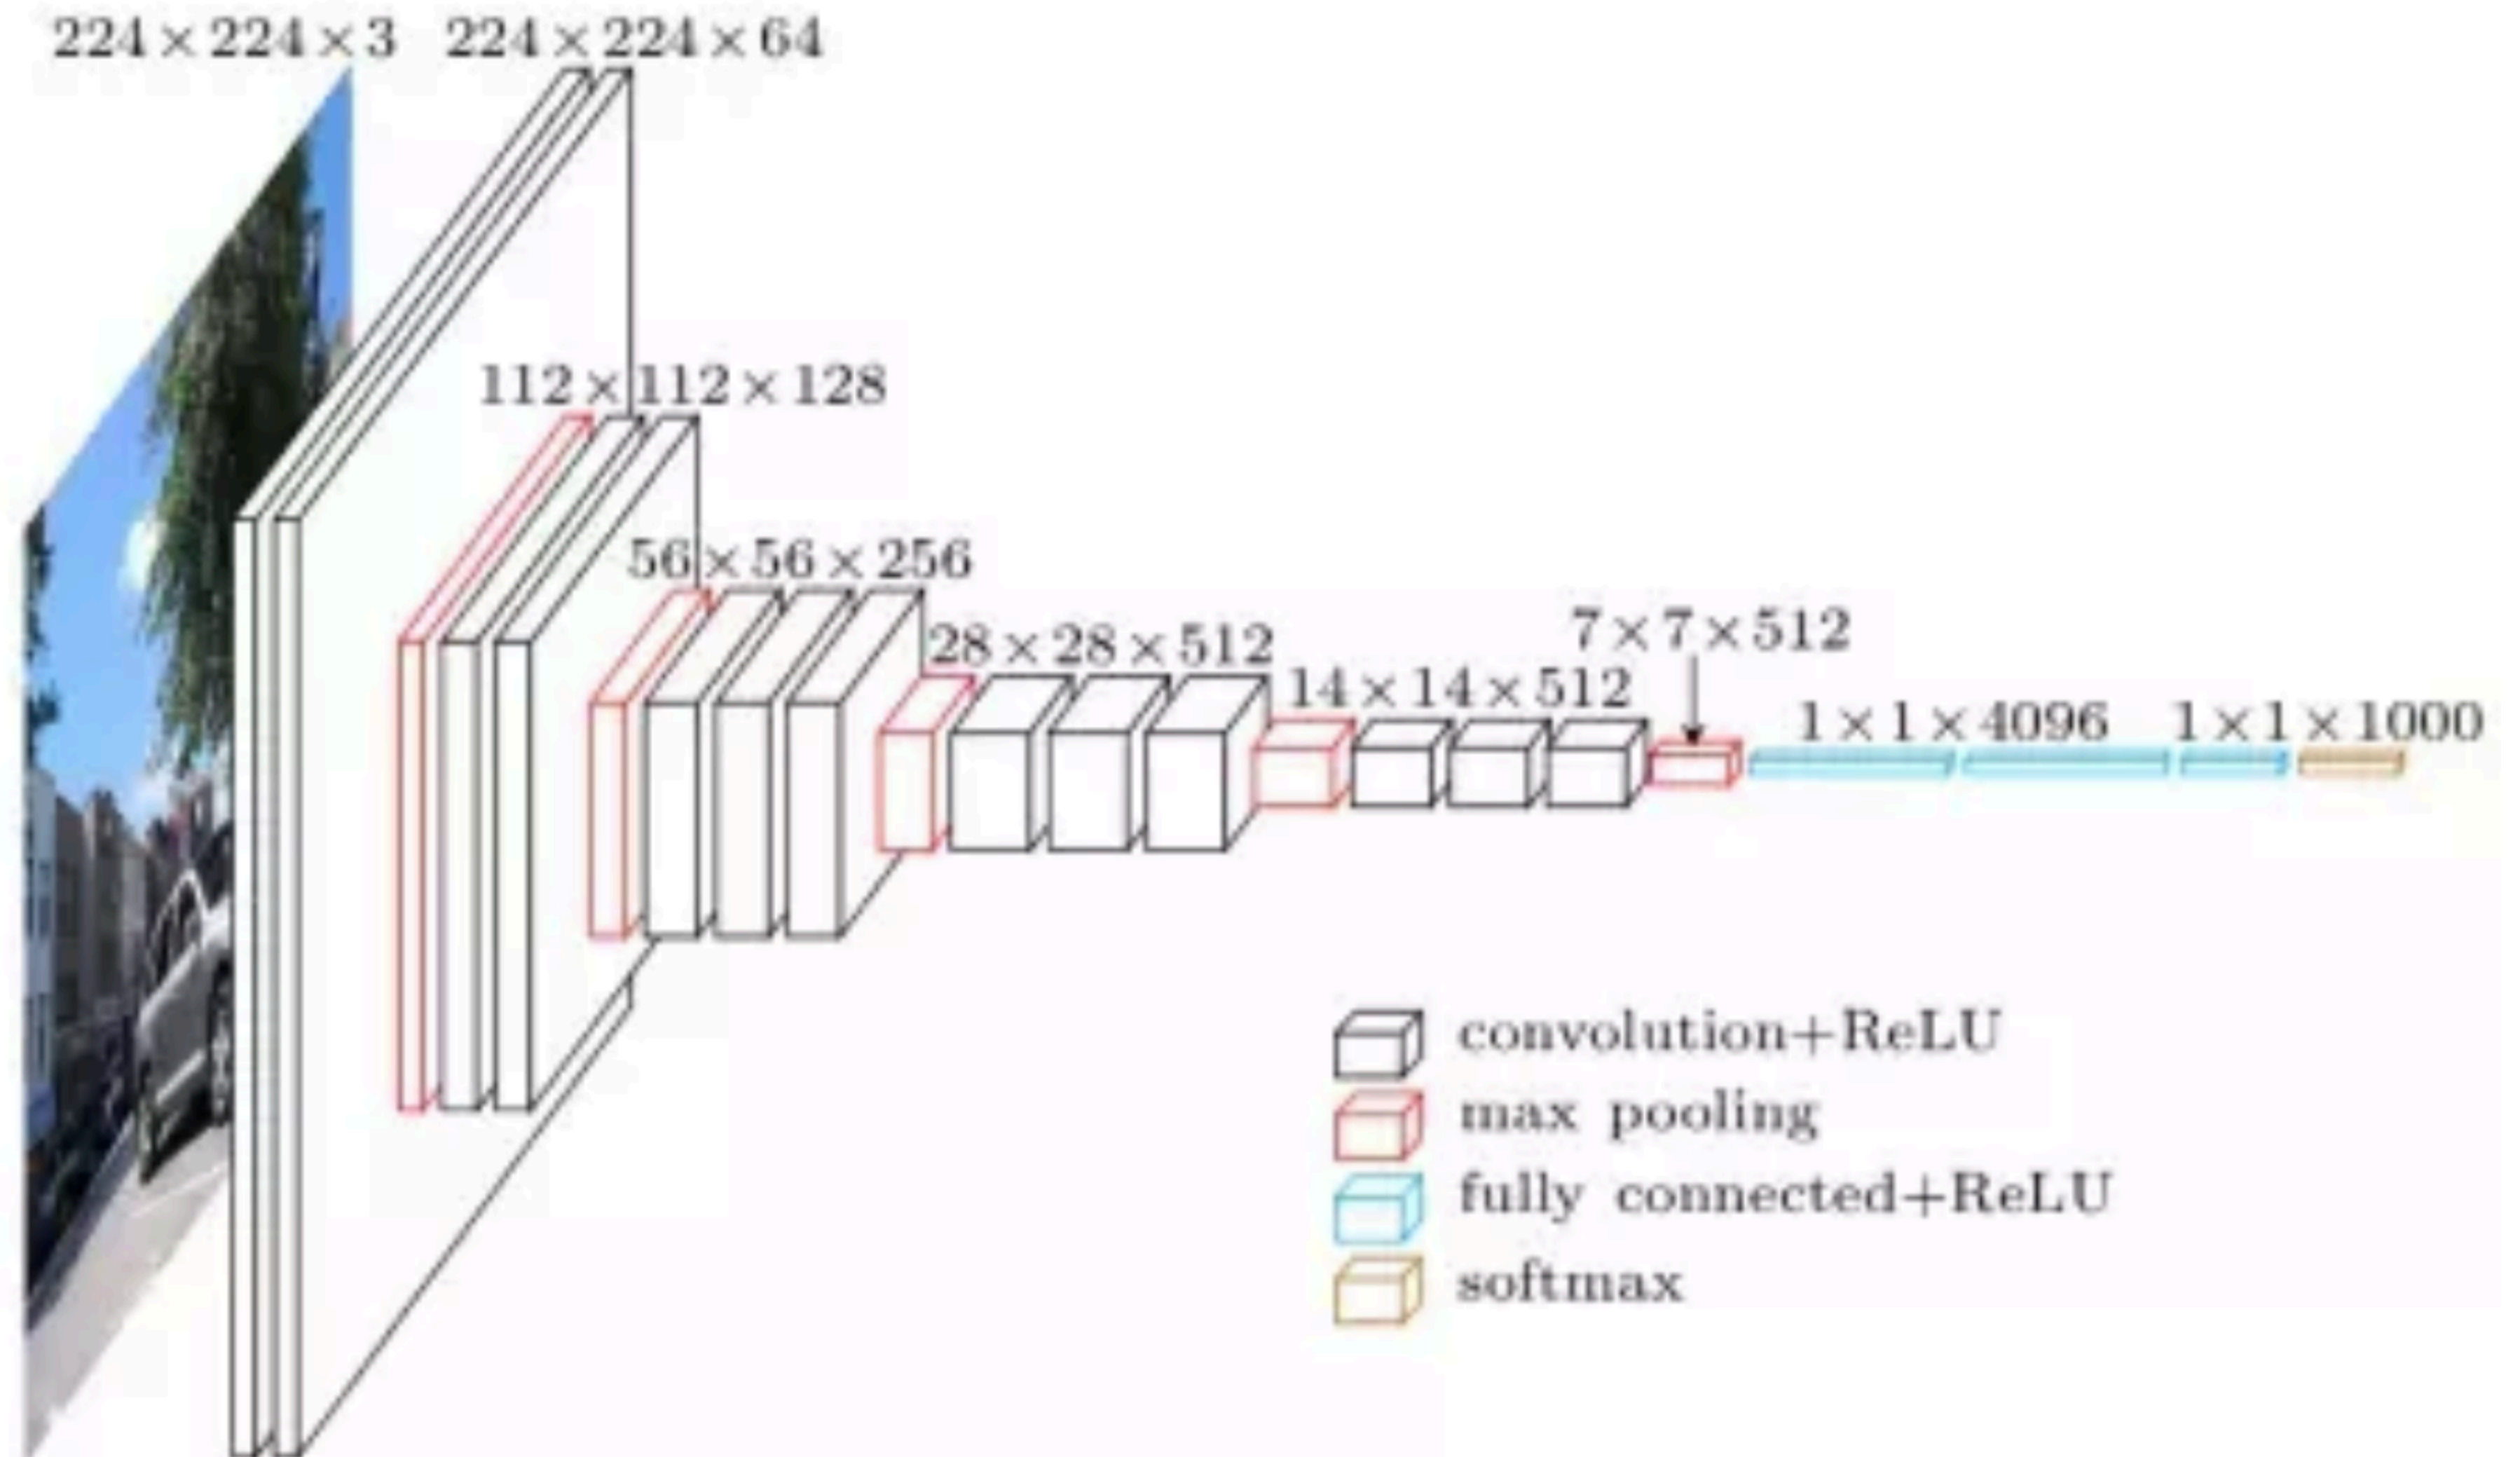 224×224×3
224×224×64
112×112×128
56×56×256
28×28×512
14×14×512
7×7×512
1×1×4096
1×1×1000
convolution+ReLU
max pooling
fully connected+ReLU
softmax